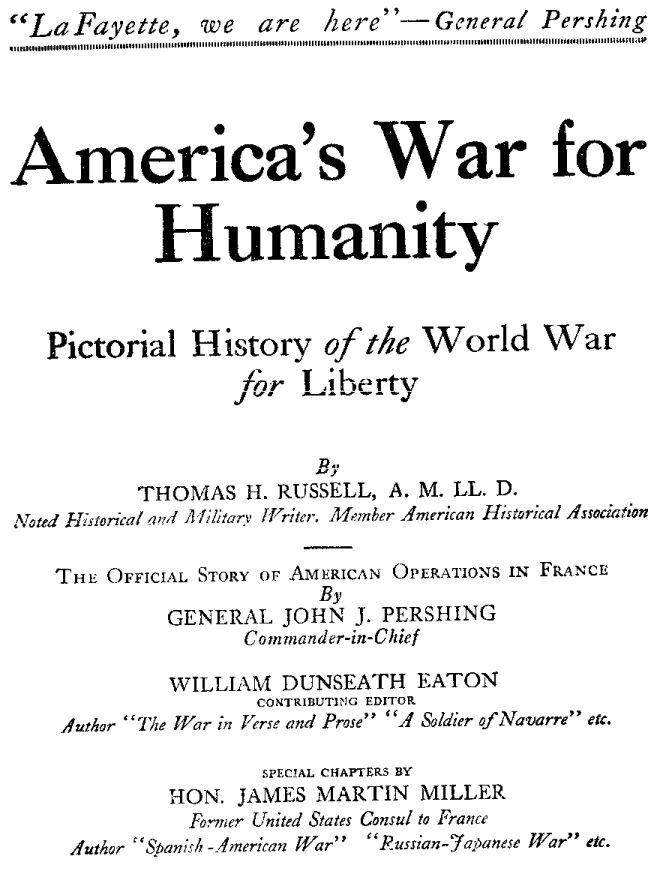 "LaFayette, we are here"—General Pershing
America's War for
Humanity
Pictorial History of the World War
for Liberty
By
THOMAS H. RUSSELL, A. M. LL. D.
Noted Historical and Military Writer. Member American Historical Association
THE OFFICIAL STORY OF AMERICAN OPERATIONS IN FRANCE
By
GENERAL JOHN J. PERSHING
Commander-in-Chief
WILLIAM DUNSEATH EATON
CONTRIBUTING EDITOR
Author "The War in Verse and Prose" "A Soldier of Navarre" etc.
SPECIAL CHAPTERS BY
HON. JAMES MARTIN MILLER
Former United States Consul to France
Author "Spanish-American War" "Russian-Japanese War" etc.